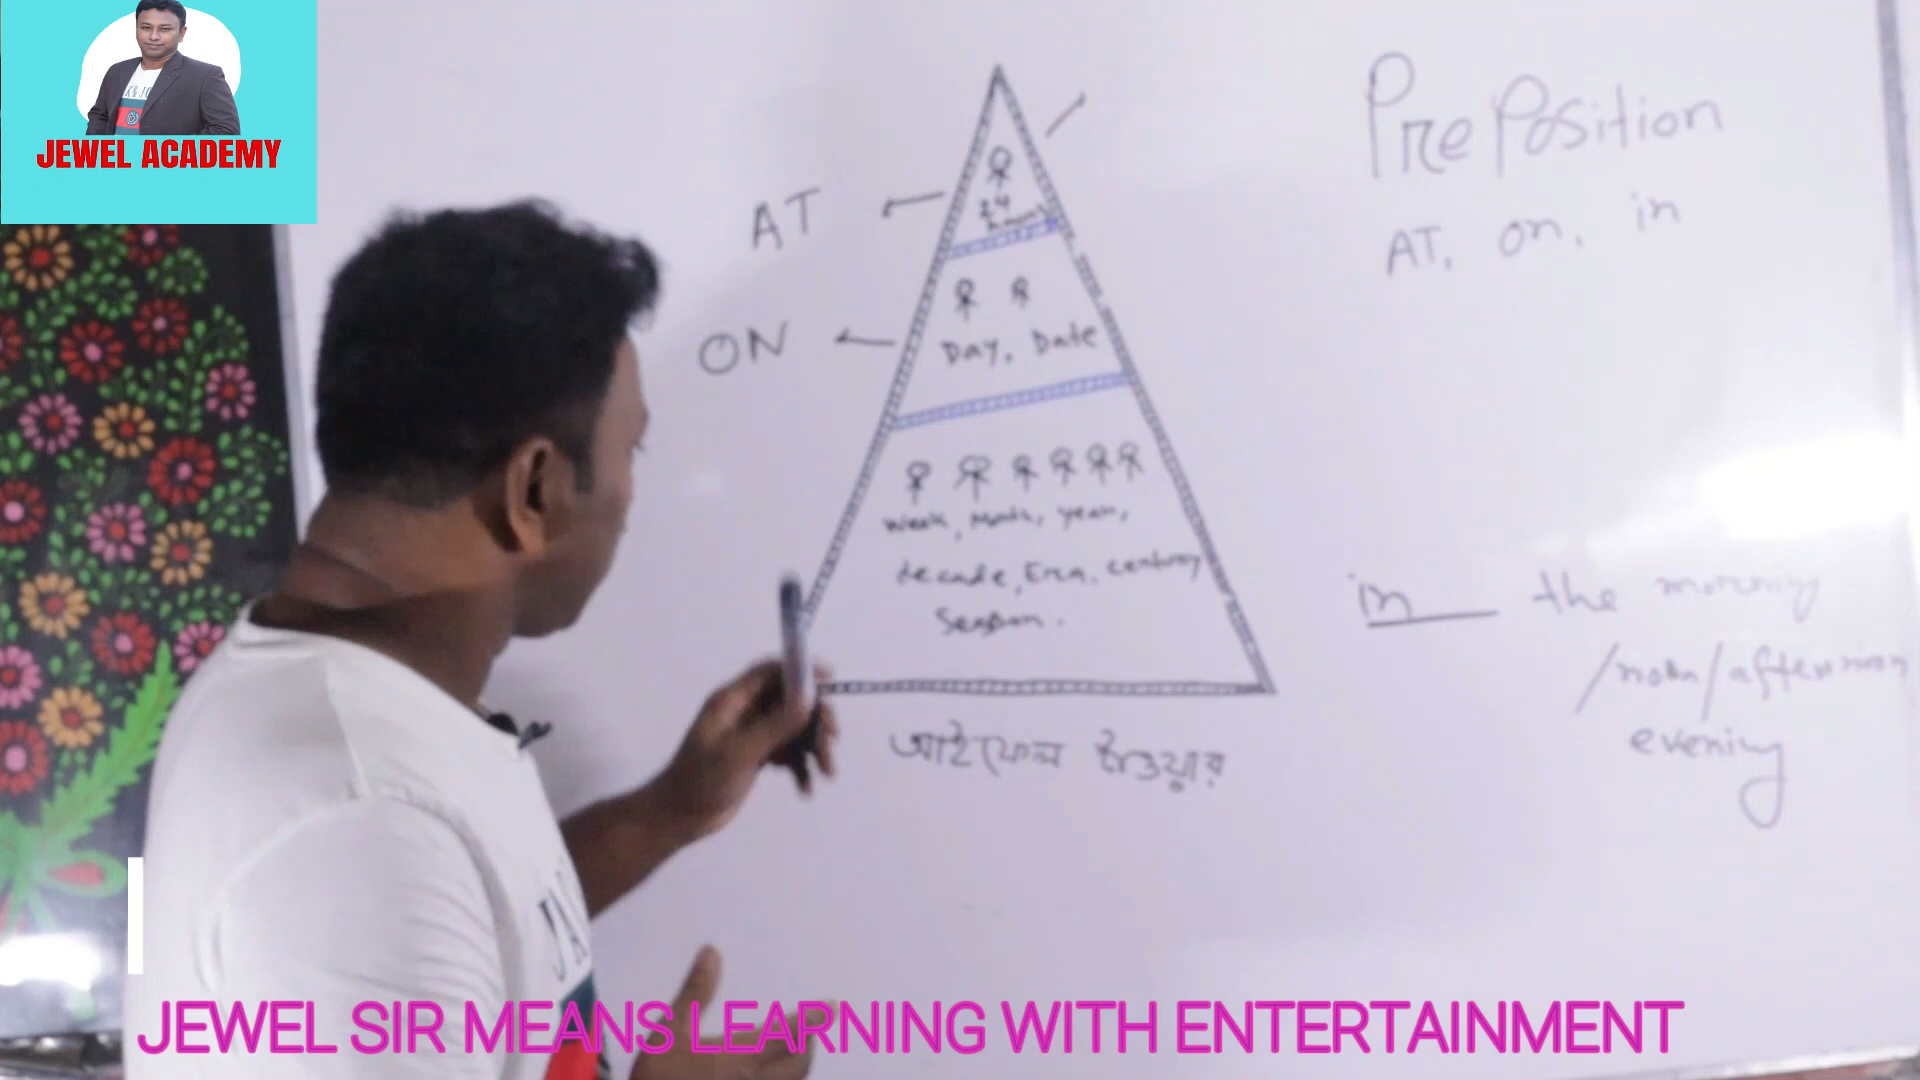 JEWEL ACADEMY
PrePosition
AT, on, in
AT
24
ON
Day, Date
Week, Month, year,
decade, Era, century
Season.
in the morning
/noon/afternoon
evening
আইফেল টাওয়ার
JEWEL SIR MEANS LEARNING WITH ENTERTAINMENT